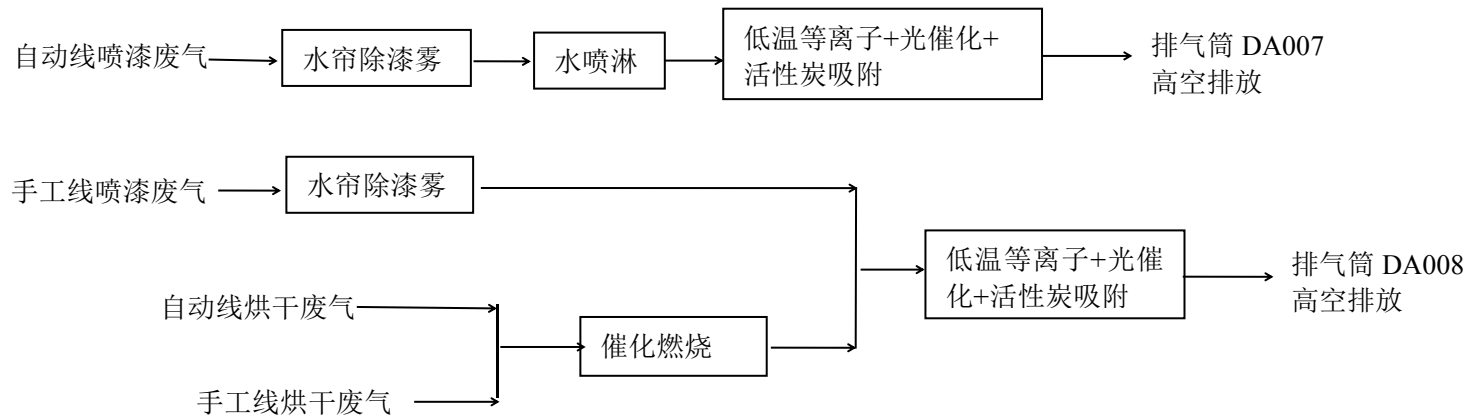 自动线喷漆废气
水帘除漆雾
水喷淋
低温等离子+光催化+
活性炭吸附
排气筒 DA007
高空排放
手工线喷漆废气
水帘除漆雾
低温等离子+光催
化+活性炭吸附
排气筒 DA008
高空排放
自动线烘干废气
催化燃烧
手工线烘干废气